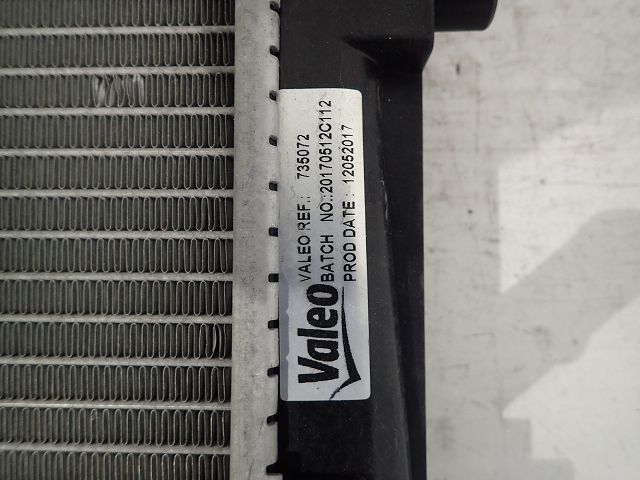 Valeo
VALEO REF.: 735072
BATCH NO.:20170512C112
PROD DATE : 12052017